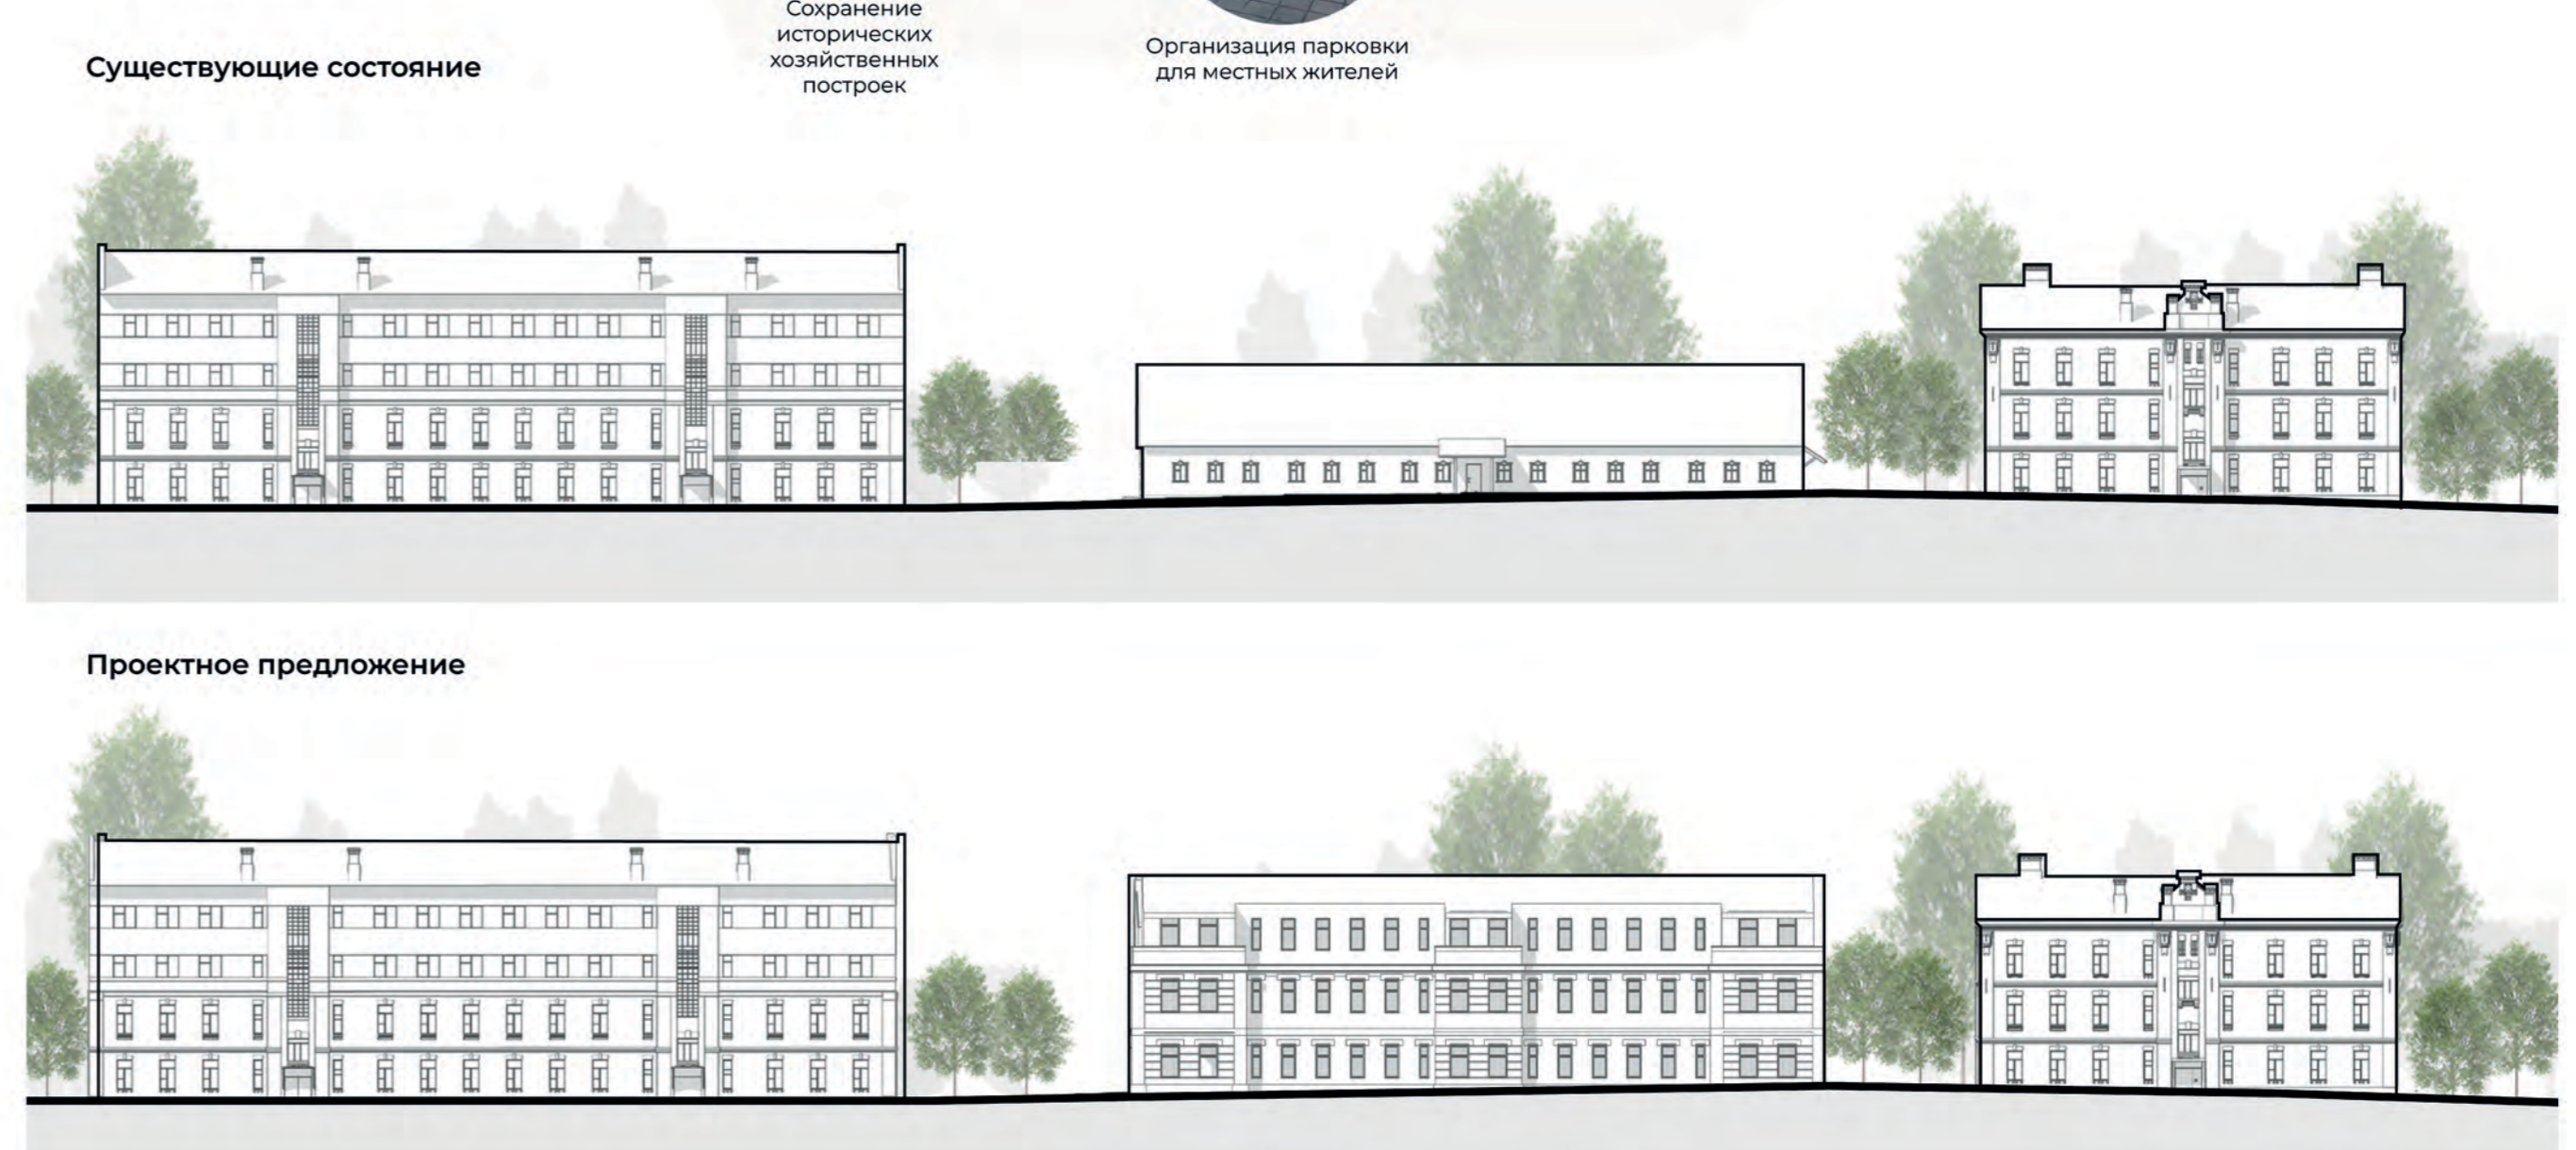 Сохранение
исторических
хозяйственных
построек
Организация парковки
для местных жителей
Существующие состояние
Проектное предложение